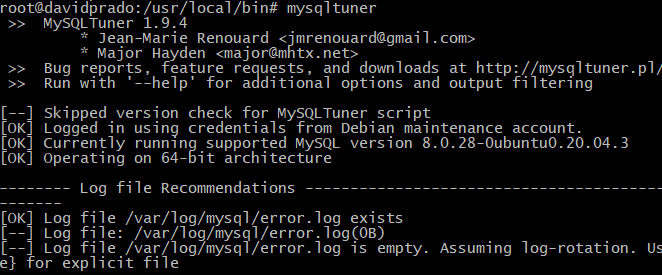 root@davidprado:/usr/local/bin# mysqltuner
 >>  MySQLTuner 1.9.4
         * Jean-Marie Renouard <jmrenouard@gmail.com>
         * Major Hayden <major@mhtx.net>
 >>  Bug reports, feature requests, and downloads at http://mysqltuner.pl/
 >>  Run with '--help' for additional options and output filtering

[--] Skipped version check for MySQLTuner script
[OK] Logged in using credentials from Debian maintenance account.
[OK] Currently running supported MySQL version 8.0.28-0ubuntu0.20.04.3
[OK] Operating on 64-bit architecture

-------- Log file Recommendations ------------------------------------------------
-------
[OK] Log file /var/log/mysql/error.log exists
[--] Log file: /var/log/mysql/error.log(0B)
[--] Log file /var/log/mysql/error.log is empty. Assuming log-rotation. Us
e} for explicit file